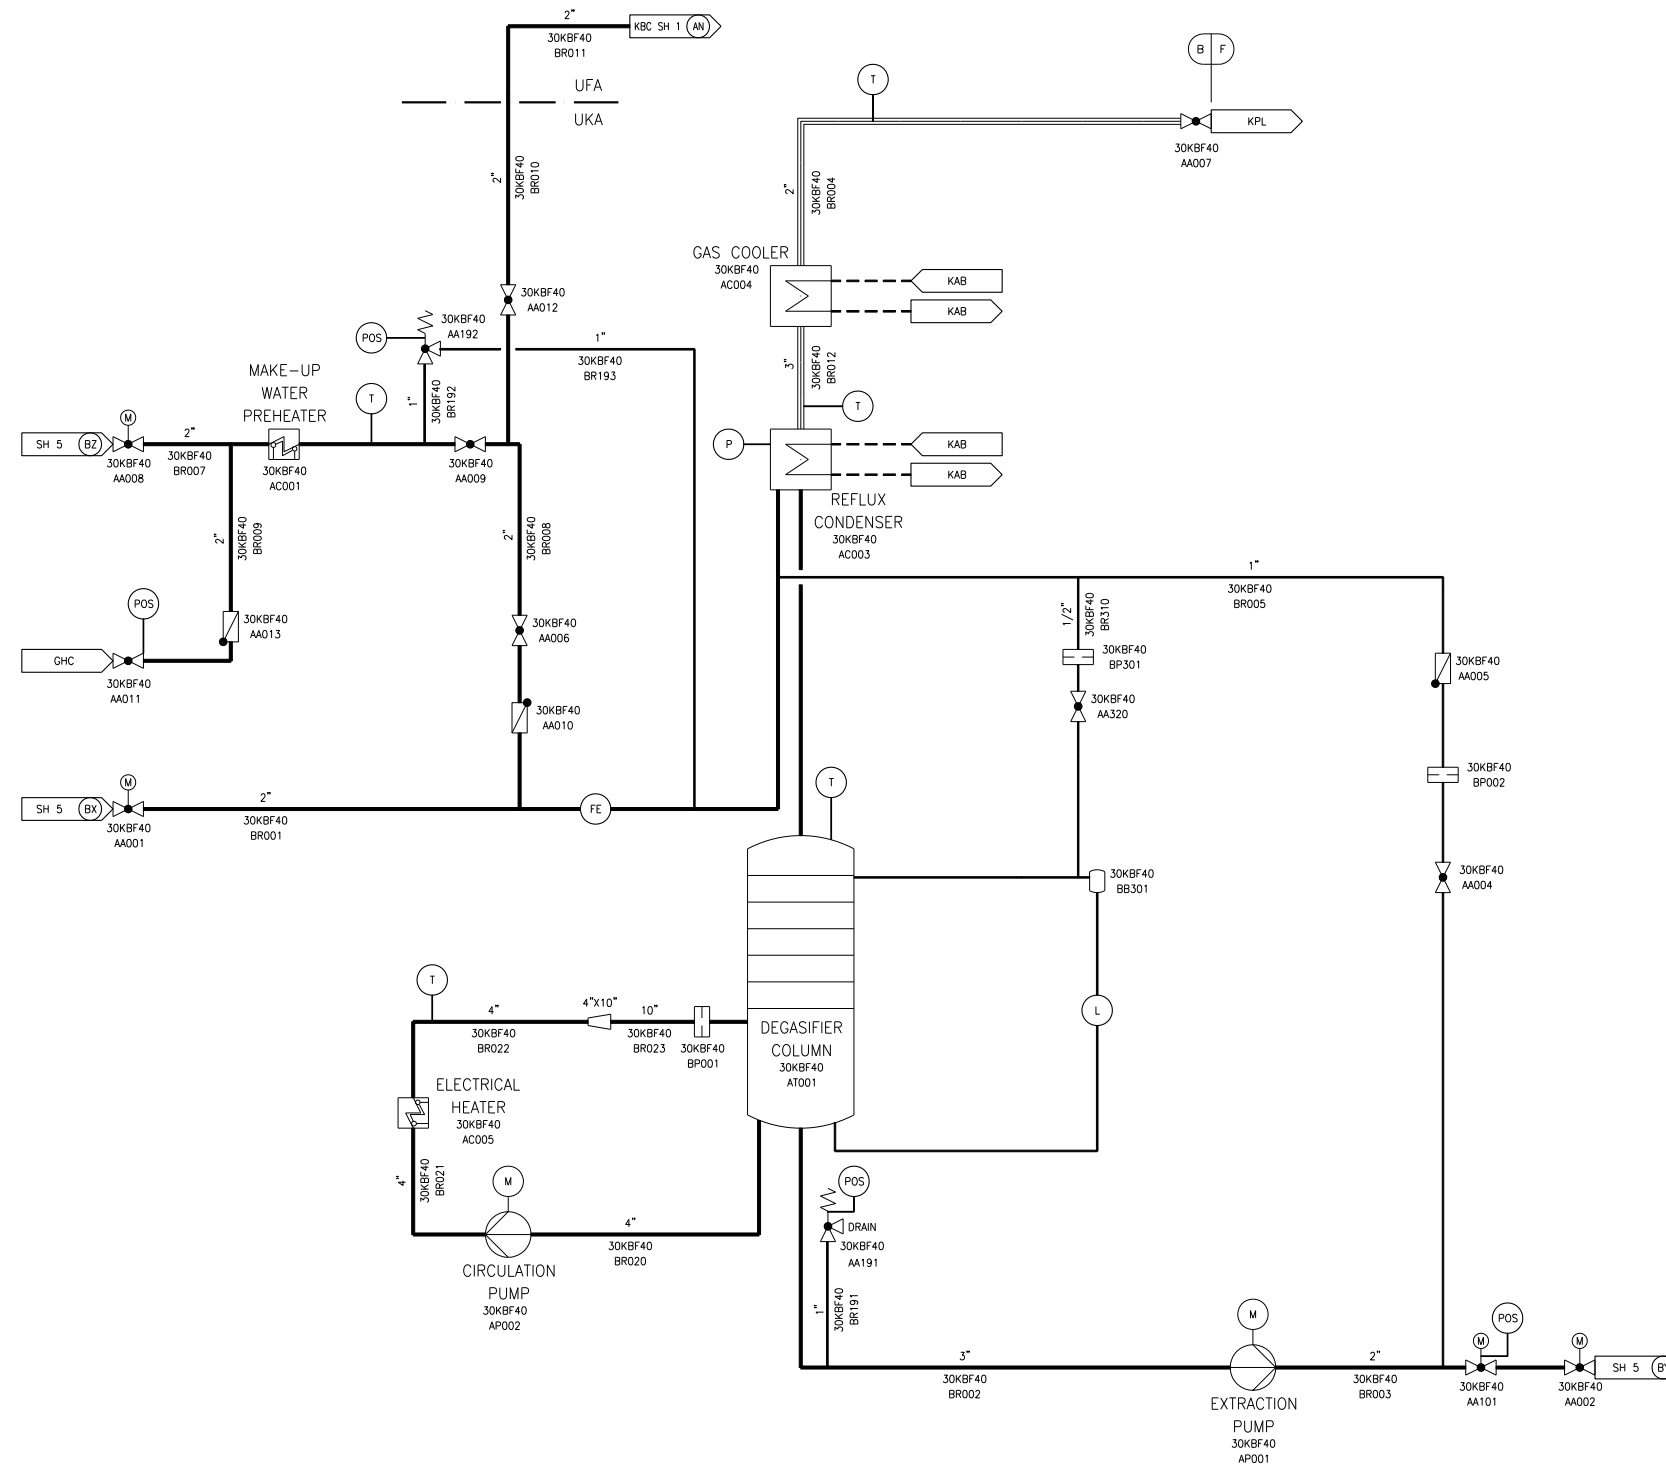 2"
30KBF40
BR011
KBC SH 1
AN
UFA
UKA
2"
30KBF40
BR010
B
F
T
KPL
30KBF40
AA007
2"
30KBF40
BR004
GAS COOLER
30KBF40
AC004
KAB
KAB
30KBF40
AA012
30KBF40
AA192
POS
1"
30KBF40
BR193
3"
30KBF40
BR012
MAKE-UP
WATER
PREHEATER
T
1"
30KBF40
BR192
T
M
SH 5
BZ
30KBF40
AA008
2"
30KBF40
BR007
30KBF40
AC001
30KBF40
AA009
P
KAB
KAB
REFLUX
CONDENSER
30KBF40
AC003
2"
30KBF40
BR009
2"
30KBF40
BR008
1"
30KBF40
BR005
POS
30KBF40
AA013
30KBF40
AA006
1/2"
30KBF40
BR310
30KBF40
BP301
30KBF40
AA005
GHC
30KBF40
AA011
30KBF40
AA010
30KBF40
AA320
30KBF40
BP002
M
SH 5
BX
30KBF40
AA001
2"
30KBF40
BR001
FE
T
30KBF40
BB301
30KBF40
AA004
T
4"
30KBF40
BR022
4"X10"
10"
30KBF40
BR023
30KBF40
BP001
L
DEGASIFIER
COLUMN
30KBF40
AT001
ELECTRICAL
HEATER
30KBF40
AC005
4"
30KBF40
BR021
M
4"
30KBF40
BR020
CIRCULATION
PUMP
30KBF40
AP002
POS
DRAIN
30KBF40
AA191
1"
30KBF40
BR191
3"
30KBF40
BR002
M
EXTRACTION
PUMP
30KBF40
AP001
2"
30KBF40
BR003
POS
M
30KBF40
AA101
M
30KBF40
AA002
SH 5